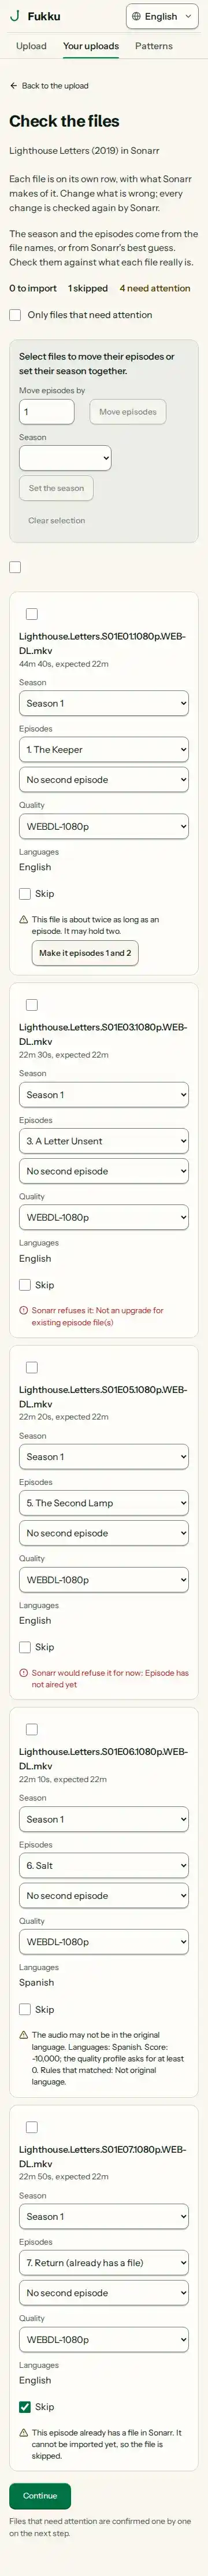 Fukku
English
Upload
Your uploads
Patterns
Back to the upload
Check the files
Lighthouse Letters (2019) in Sonarr
Each file is on its own row, with what Sonarr
makes of it. Change what is wrong; every
change is checked again by Sonarr.
The season and the episodes come from the
file names, or from Sonarr's best guess.
Check them against what each file really is.
0 to import
1 skipped
4 need attention
Only files that need attention
Select files to move their episodes or
set their season together.
Move episodes by
1
Move episodes
Season
Set the season
Clear selection
Lighthouse.Letters.S01E01.1080p.WEB-
DL.mkv
44m 40s, expected 22m
Season
Season 1
Episodes
1. The Keeper
No second episode
Quality
WEBDL-1080p
Languages
English
Skip
This file is about twice as long as an
episode. It may hold two.
Make it episodes 1 and 2
Lighthouse.Letters.S01E03.1080p.WEB-
DL.mkv
22m 30s, expected 22m
Season
Season 1
Episodes
3. A Letter Unsent
No second episode
Quality
WEBDL-1080p
Languages
English
Skip
Sonarr refuses it: Not an upgrade for
existing episode file(s)
Lighthouse.Letters.S01E05.1080p.WEB-
DL.mkv
22m 20s, expected 22m
Season
Season 1
Episodes
5. The Second Lamp
No second episode
Quality
WEBDL-1080p
Languages
English
Skip
Sonarr would refuse it for now: Episode has
not aired yet
Lighthouse.Letters.S01E06.1080p.WEB-
DL.mkv
22m 10s, expected 22m
Season
Season 1
Episodes
6. Salt
No second episode
Quality
WEBDL-1080p
Languages
Spanish
Skip
The audio may not be in the original
language. Languages: Spanish. Score:
-10,000; the quality profile asks for at least
0. Rules that matched: Not original
language.
Lighthouse.Letters.S01E07.1080p.WEB-
DL.mkv
22m 50s, expected 22m
Season
Season 1
Episodes
7. Return (already has a file)
No second episode
Quality
WEBDL-1080p
Languages
English
Skip
This episode already has a file in Sonarr. It
cannot be imported yet, so the file is
skipped.
Continue
Files that need attention are confirmed one by one
on the next step.